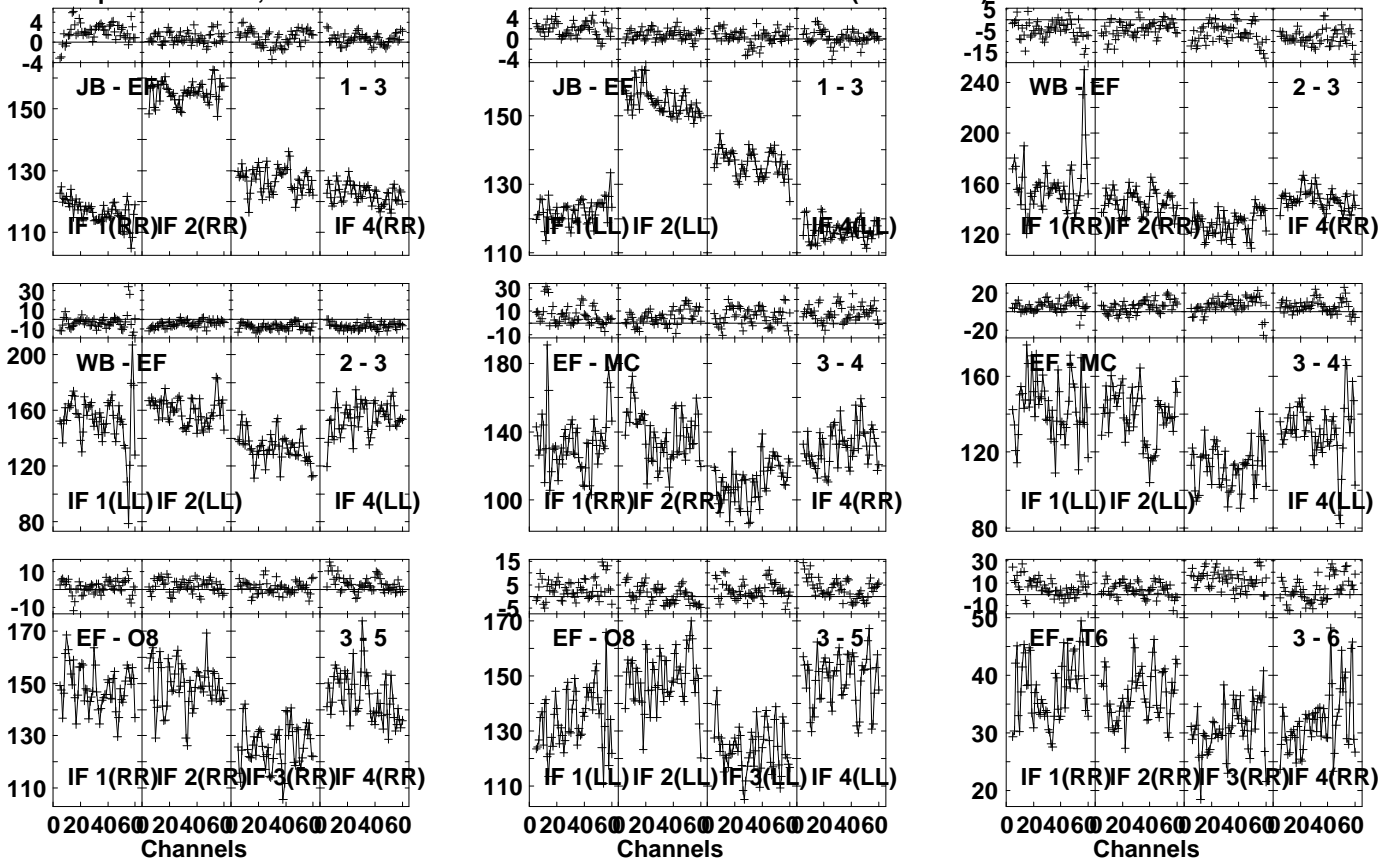 4 0 -4
JB - EF 1 - 3
150 130 110
IF 1(RR) IF 2(RR) IF 4(RR)
4 0 -4
JB - EF 1 - 3
150 130 110
IF 1(LL) IF 2(LL) IF 4(LL)
5 -5 -15
WB - EF 2 - 3
240 200 160 120
IF 1(RR) IF 2(RR) IF 4(RR)
30 10 -10
WB - EF 2 - 3
200 160 120 80
IF 1(LL) IF 2(LL) IF 4(LL)
30 10 -10
EF - MC 3 - 4
180 140 100
IF 1(RR) IF 2(RR) IF 4(RR)
20 -20
EF - MC 3 - 4
160 120 80
IF 1(LL) IF 2(LL) IF 4(LL)
10 -10
EF - O8 3 - 5
170 150 130 110
IF 1(RR) IF 2(RR) IF 3(RR) IF 4(RR)
15 5 -5
EF - O8 3 - 5
170 150 130 110
IF 1(LL) IF 2(LL) IF 3(LL) IF 4(LL)
30 10 -10
EF - T6 3 - 6
50 40 30 20
IF 1(RR) IF 2(RR) IF 3(RR) IF 4(RR)
0 20 40 60 0 20 40 60 0 20 40 60 0 20 40 60
Channels
0 20 40 60 0 20 40 60 0 20 40 60 0 20 40 60
Channels
0 20 40 60 0 20 40 60 0 20 40 60 0 20 40 60
Channels